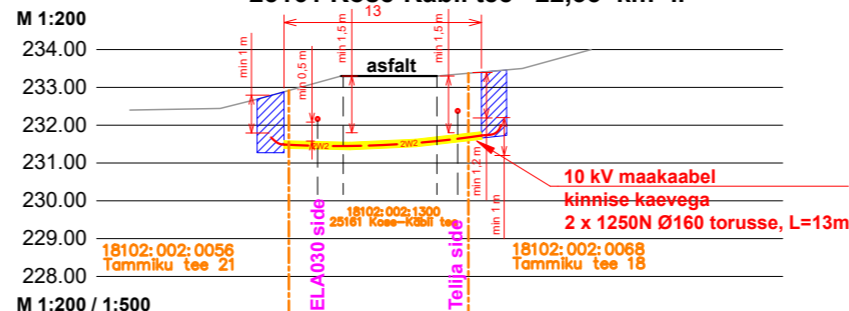 M 1:200
13
234.00
233.00
232.00
231.00
230.00
229.00
228.00
min 1 m
min 0,5 m
min 1,5 m
min 1,5 m
asfalt
2W2
2W2
min 1,2 m
min 1 m
10 kV maakaabel
kinnise kaevega
2 x 1250N Ø160 torusse, L=13m
18102:002:1300
25161 Kose-Käbli tee
18102:002:0056
Tammiku tee 21
ELA030 side
Telija side
18102:002:0068
Tammiku tee 18
M 1:200 / 1:500